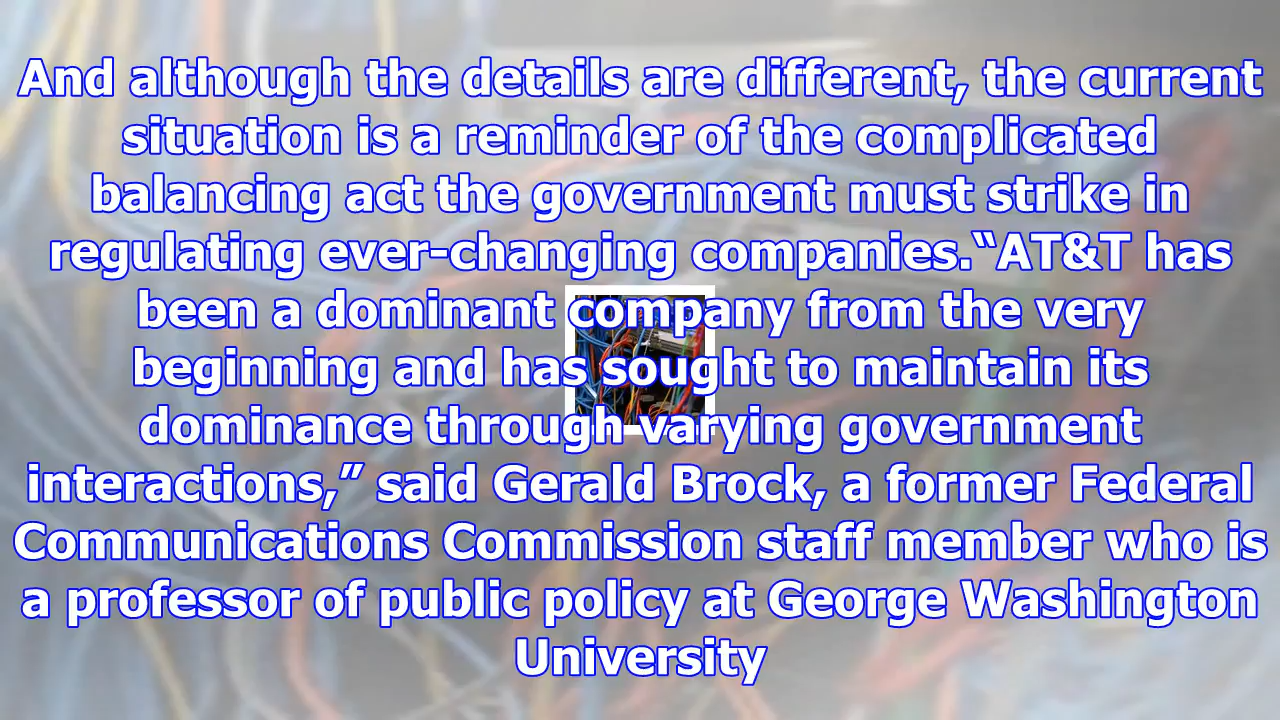 And although the details are different, the current
situation is a reminder of the complicated
balancing act the government must strike in
regulating ever-changing companies.“AT&T has
been a dominant company from the very
beginning and has sought to maintain its
dominance through varying government
interactions,” said Gerald Brock, a former Federal
Communications Commission staff member who is
a professor of public policy at George Washington
University